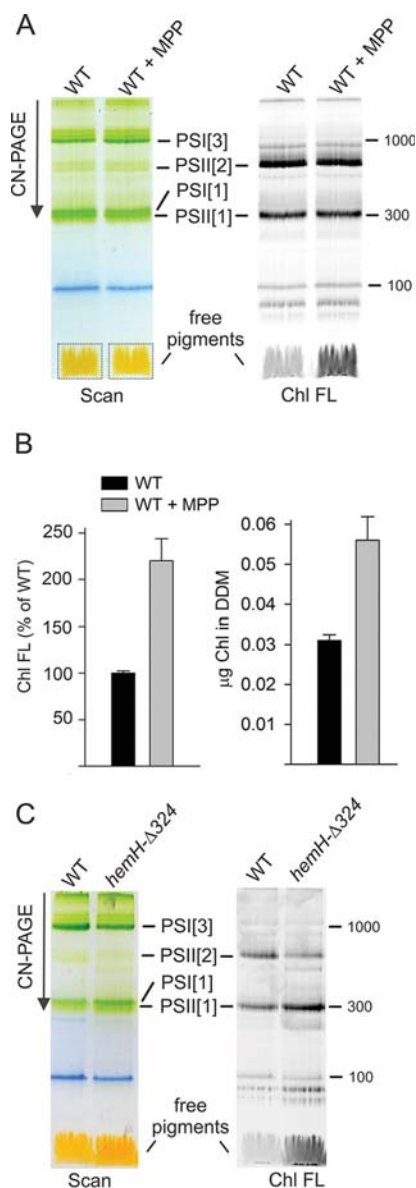 A
WT
WT + MPP
WT
WT + MPP
CN-PAGE
PSI[3]
PSII[2]
PSI[1]
PSII[1]
1000
300
100
free
pigments
Scan
Chl FL
B
WT
WT + MPP
Chl FL (% of WT)
250
200
150
100
50
µg Chl in DDM
0.06
0.05
0.04
0.03
0.02
0.01
C
WT
hemH-Δ324
WT
hemH-Δ324
CN-PAGE
PSI[3]
PSII[2]
PSI[1]
PSII[1]
1000
300
100
free
pigments
Scan
Chl FL